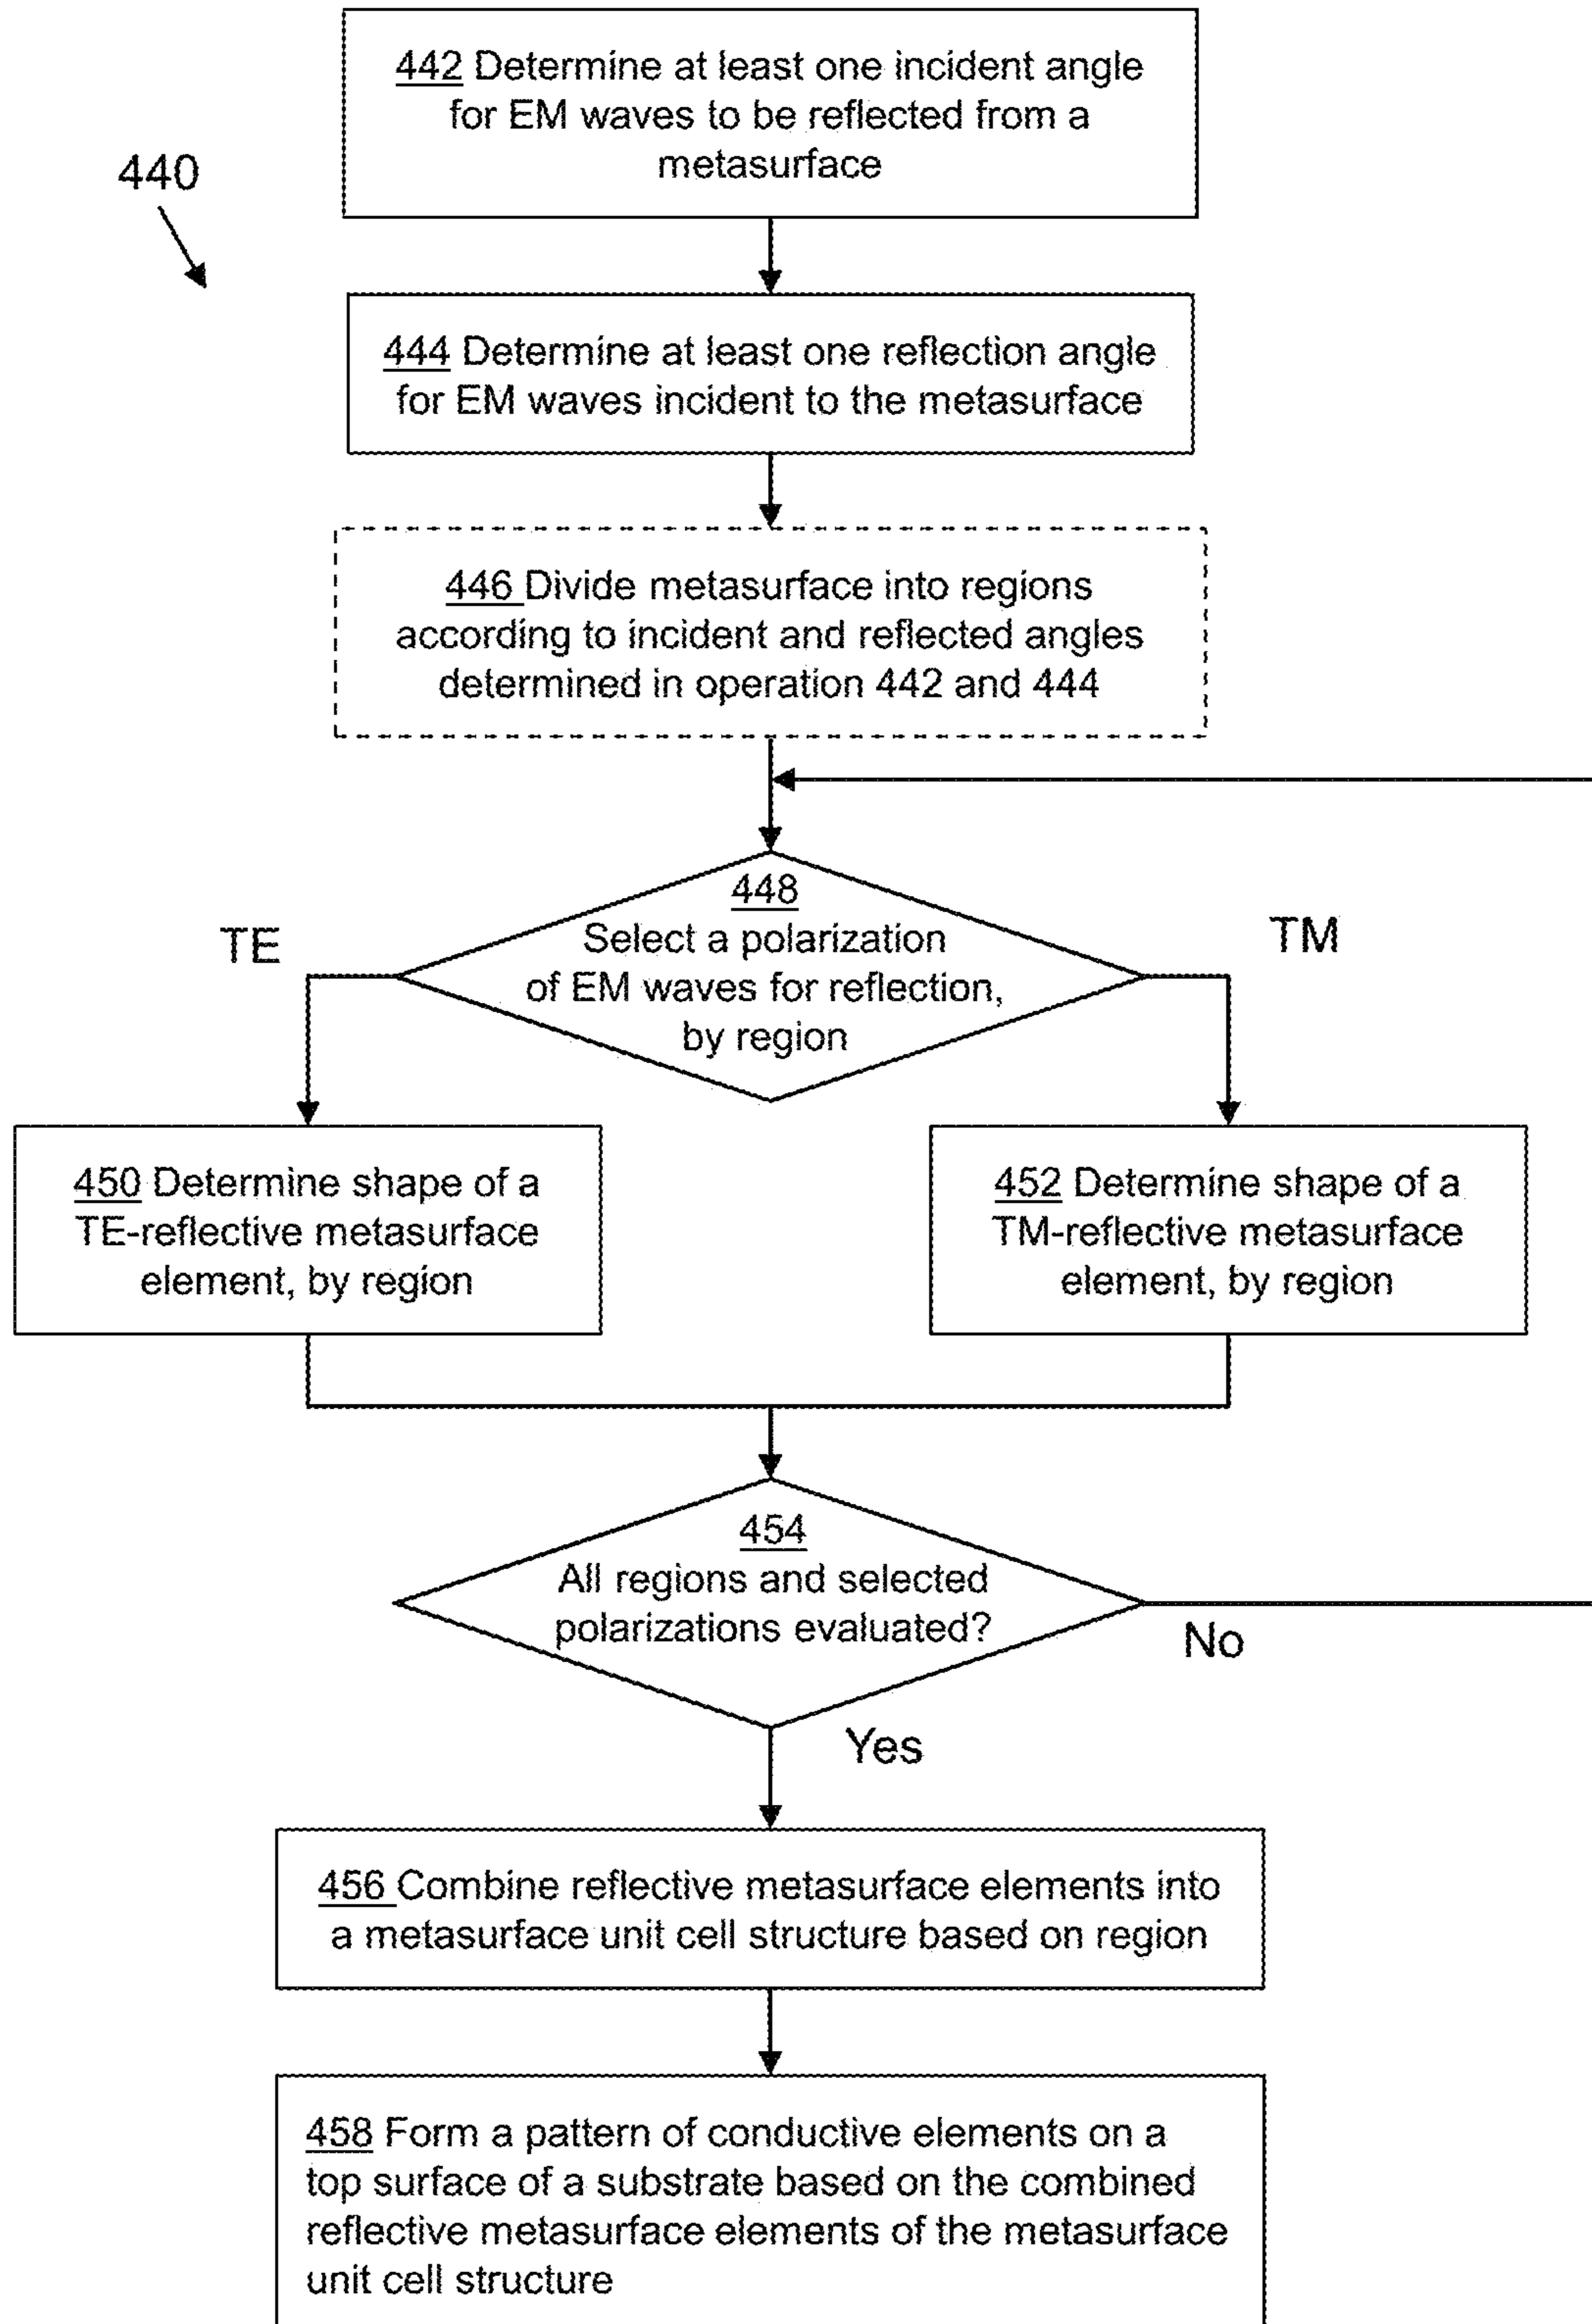 442 Determine at least one incident angle
for EM waves to be reflected from a
metasurface
440
444 Determine at least one reflection angle
for EM waves incident to the metasurface
446 Divide metasurface into regions
according to incident and reflected angles
determined in operation 442 and 444
448
Select a polarization
of EM waves for reflection,
by region
TE
TM
450 Determine shape of a
TE-reflective metasurface
element, by region
452 Determine shape of a
TM-reflective metasurface
element, by region
454
All regions and selected
polarizations evaluated?
No
Yes
456 Combine reflective metasurface elements into
a metasurface unit cell structure based on region
458 Form a pattern of conductive elements on a
top surface of a substrate based on the combined
reflective metasurface elements of the metasurface
unit cell structure